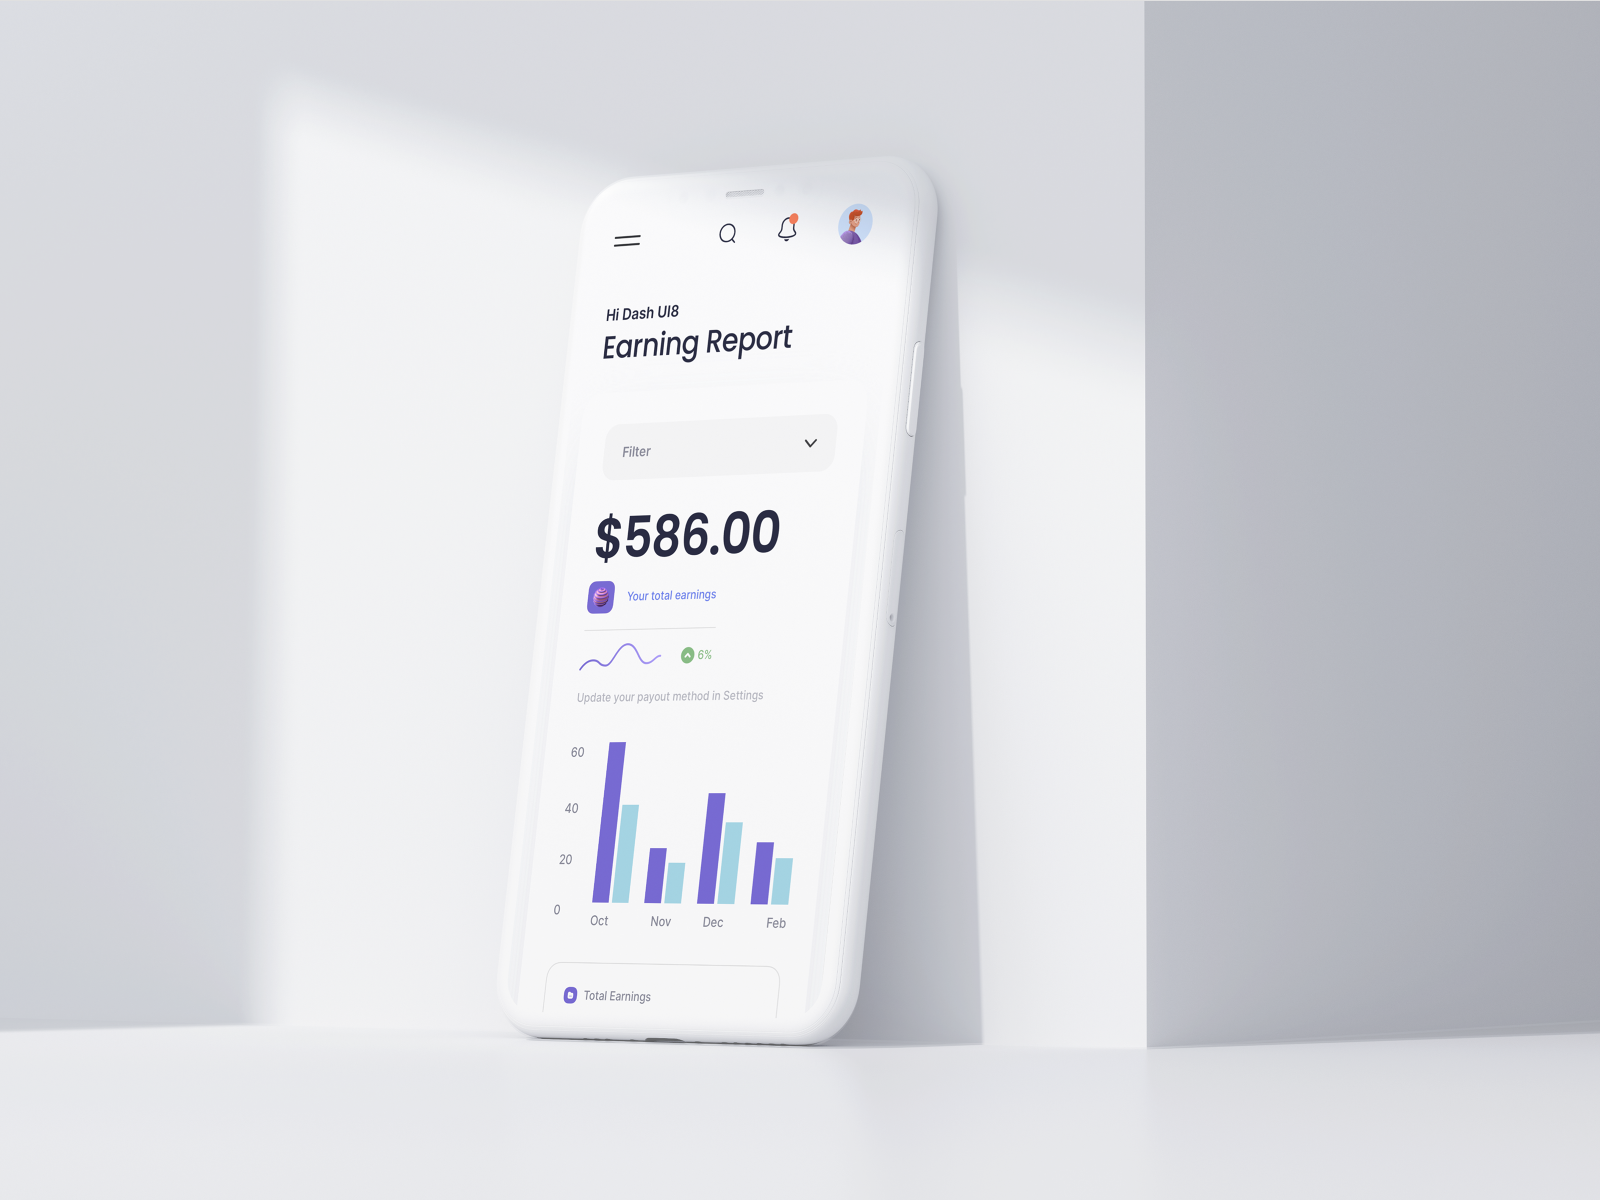 Hi Dash UI8
Earning Report
Filter
$586.00
Your total earnings
6%
Update your payout method in Settings
60
40
20
0
Oct Nov Dec Feb
Total Earnings